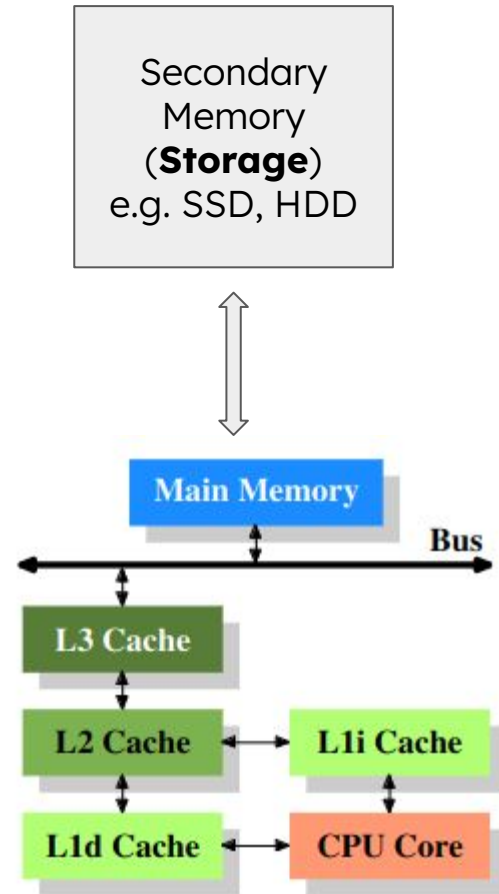 Secondary
Memory
(Storage)
e.g. SSD, HDD
Main Memory
Bus
L3 Cache
L2 Cache
L1i Cache
L1d Cache
CPU Core